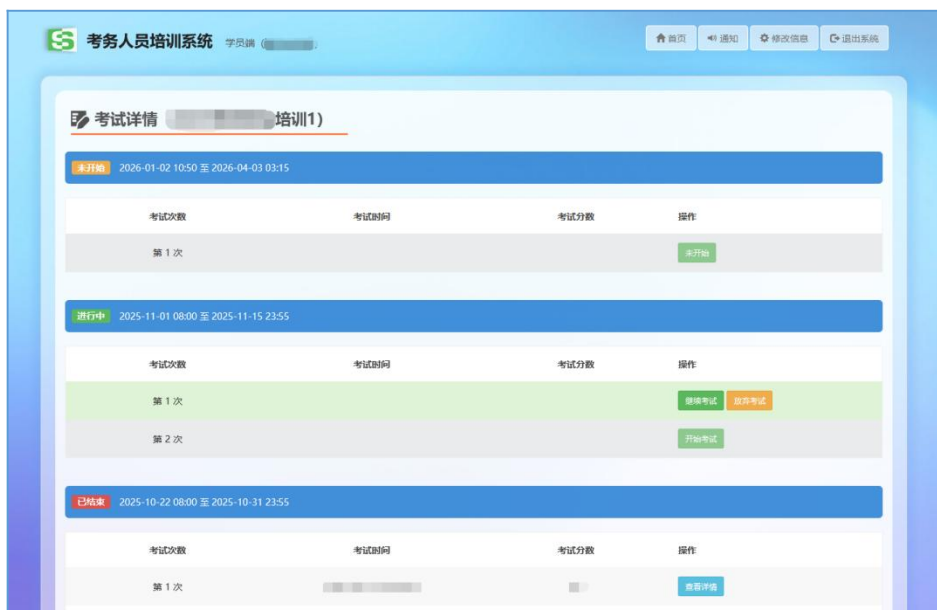 考务人员培训系统 学员端 (
首页 通知 修改信息 退出系统
考试详情 培训1)
未开始 2026-01-02 10:50 至 2026-04-03 03:15
考试次数 考试时间 考试分数 操作
第 1 次 未开始
进行中 2025-11-01 08:00 至 2025-11-15 23:55
考试次数 考试时间 考试分数 操作
第 1 次 继续考试 放弃考试
第 2 次 开始考试
已结束 2025-10-22 08:00 至 2025-10-31 23:55
考试次数 考试时间 考试分数 操作
第 1 次 查看详情